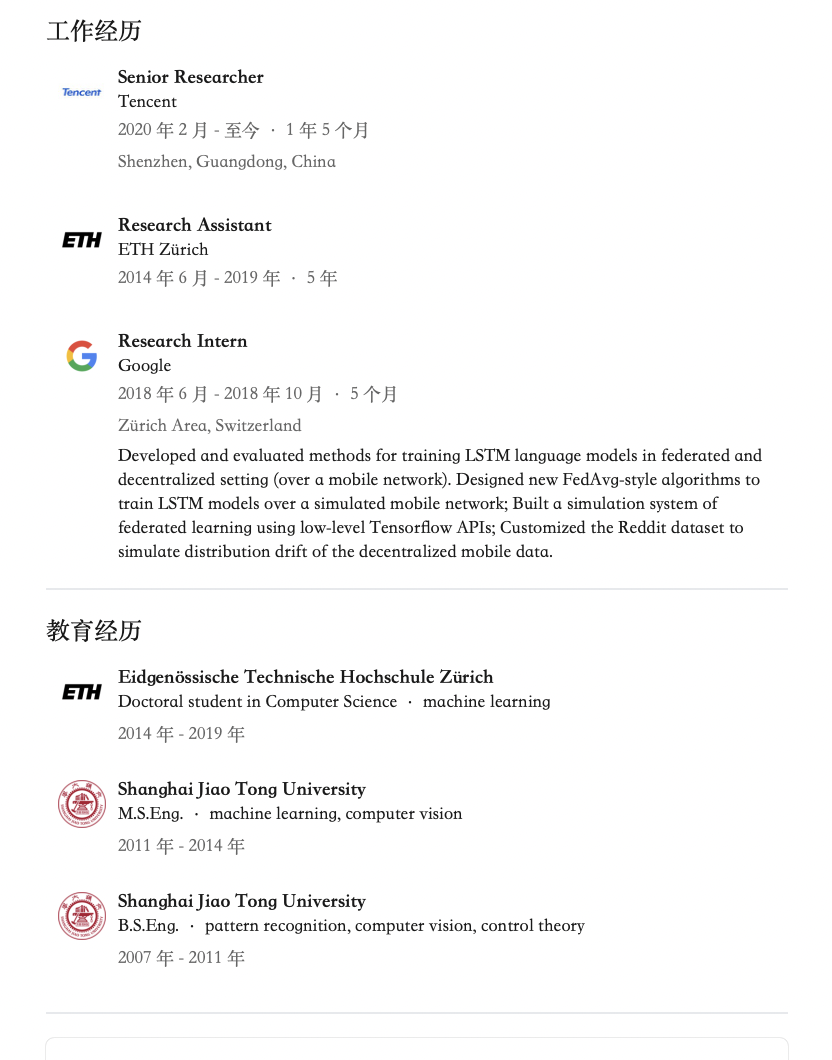 工作经历
Tencent
Senior Researcher
Tencent
2020 年 2 月 - 至今 · 1 年 5 个月
Shenzhen, Guangdong, China
ETH
Research Assistant
ETH Zürich
2014 年 6 月 - 2019 年 · 5 年
Research Intern
Google
2018 年 6 月 - 2018 年 10 月 · 5 个月
Zürich Area, Switzerland
Developed and evaluated methods for training LSTM language models in federated and
decentralized setting (over a mobile network). Designed new FedAvg-style algorithms to
train LSTM models over a simulated mobile network; Built a simulation system of
federated learning using low-level Tensorflow APIs; Customized the Reddit dataset to
simulate distribution drift of the decentralized mobile data.
教育经历
ETH
Eidgenössische Technische Hochschule Zürich
Doctoral student in Computer Science · machine learning
2014 年 - 2019 年
Shanghai Jiao Tong University
M.S.Eng. · machine learning, computer vision
2011 年 - 2014 年
Shanghai Jiao Tong University
B.S.Eng. · pattern recognition, computer vision, control theory
2007 年 - 2011 年